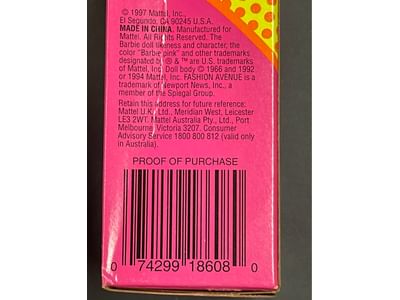 © 1997 Mattel, Inc.
El Segundo, CA 90245 U.S.A.
MADE IN CHINA. Manufactured for
Mattel. All Rights Reserved. The
Barbie doll likeness and character, the
color "Barbie pink" and other trademarks
designated by ® & ™ are U.S. trademarks
of Mattel, Inc. Doll body © 1966 and 1992
or 1994 Mattel, Inc. FASHION AVENUE is a
trademark of Newport News, Inc., a
member of the Spiegal Group.
Retain this address for future reference:
Mattel U.K. Ltd., Meridian West, Leicester
LE3 2WT. Mattel Australia Pty., Ltd., Port
Melbourne, Victoria 3207. Consumer
Advisory Service 1800 800 812 (valid only
in Australia).
PROOF OF PURCHASE
0 74299 18608 0